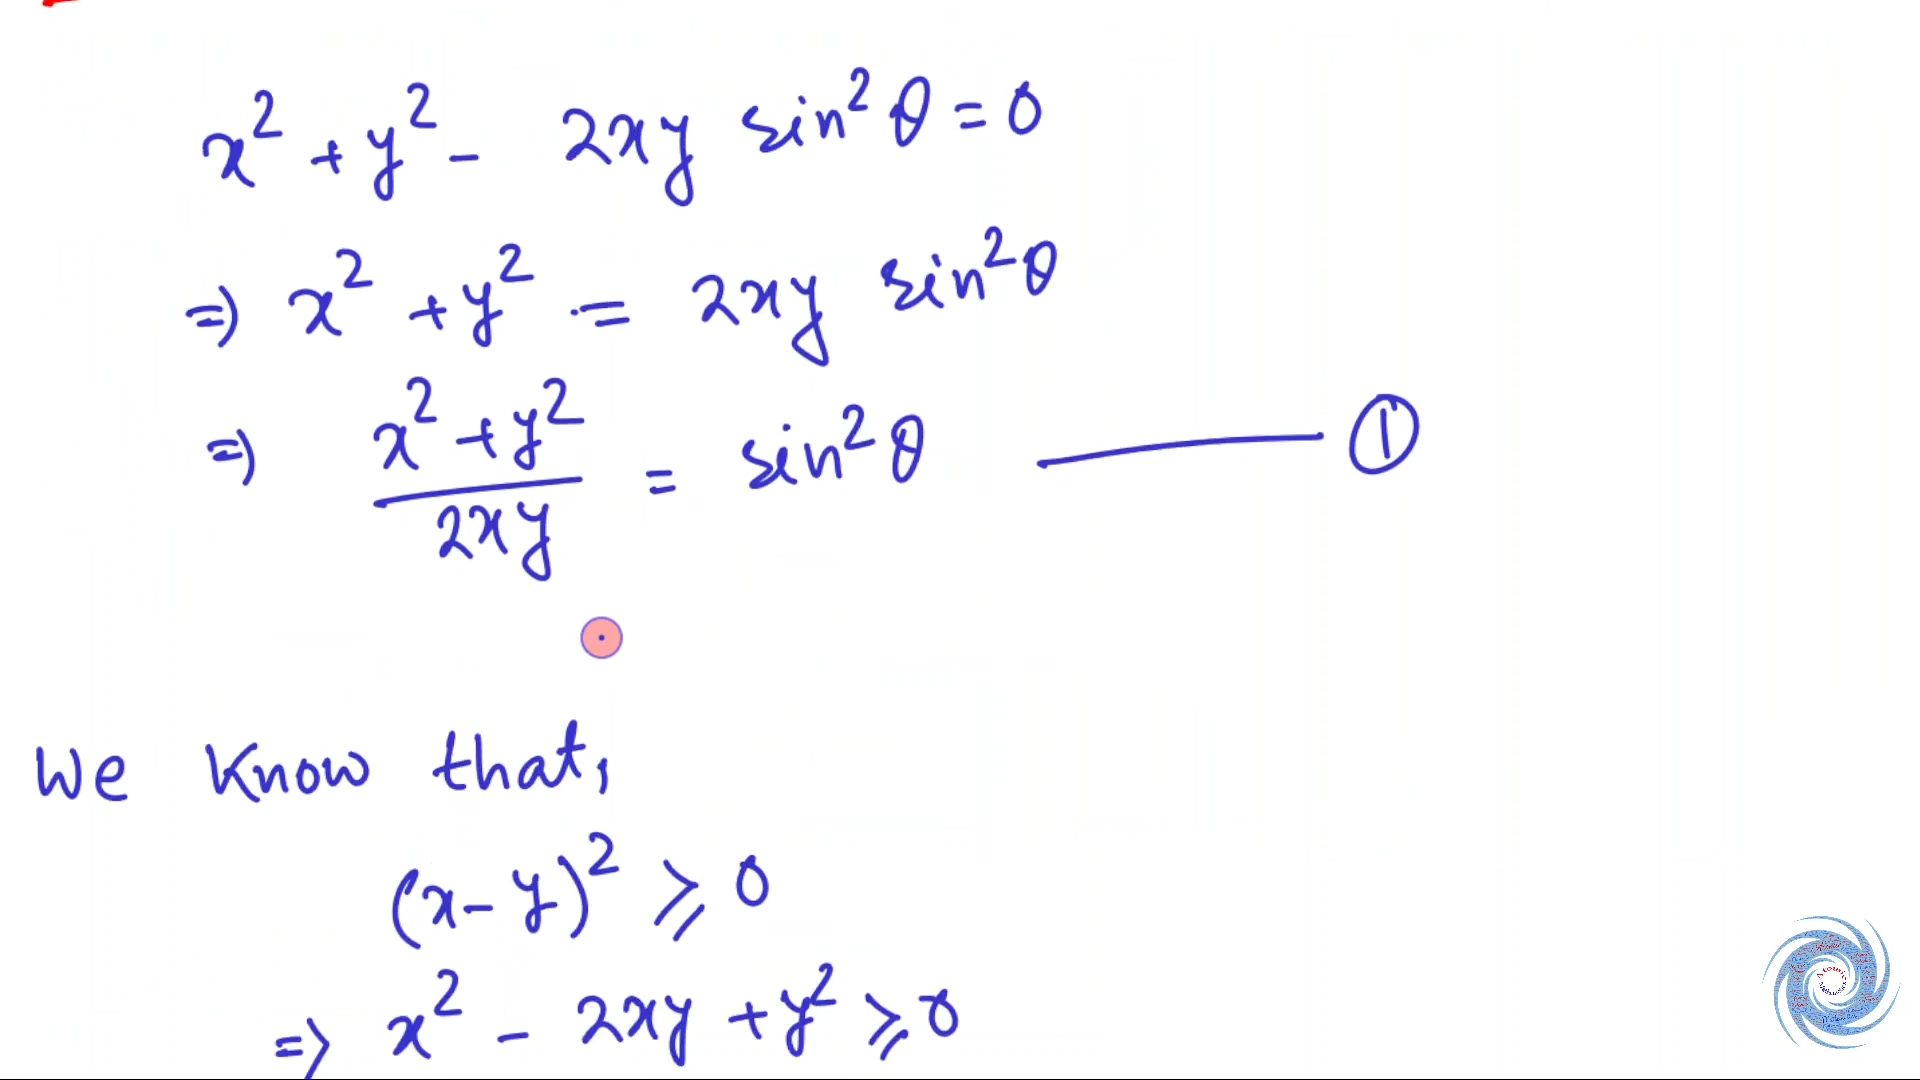 x² + y² - 2xy sin²θ = 0
⇒ x² + y² = 2xy sin²θ
⇒ (x² + y²)/(2xy) = sin²θ ——— ①
We know that,
(x - y)² ⩾ 0
⇒ x² - 2xy + y² ⩾ 0